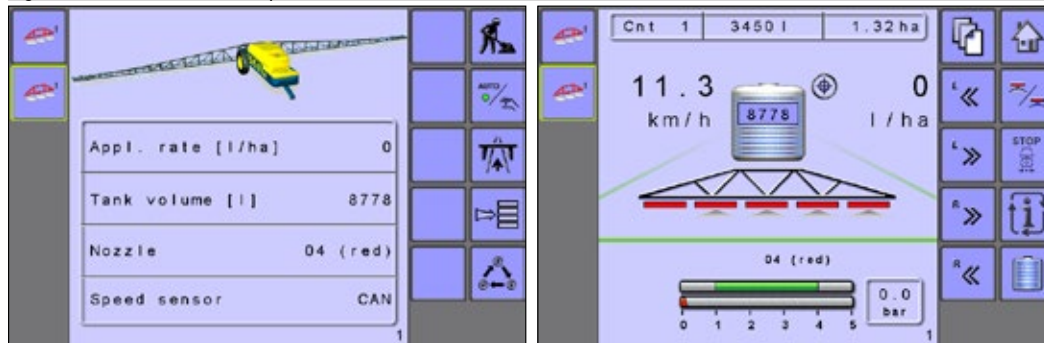 AUTO
Appl. rate [l/ha] 0
Tank volume [l] 8778
Nozzle 04 (red)
Speed sensor CAN
1
Cnt 1 3450 l 1.32 ha
11.3 km/h
8778
0 l/ha
L
L
STOP
R
R
04 (red)
0 1 2 3 4 5
0.0 bar
1